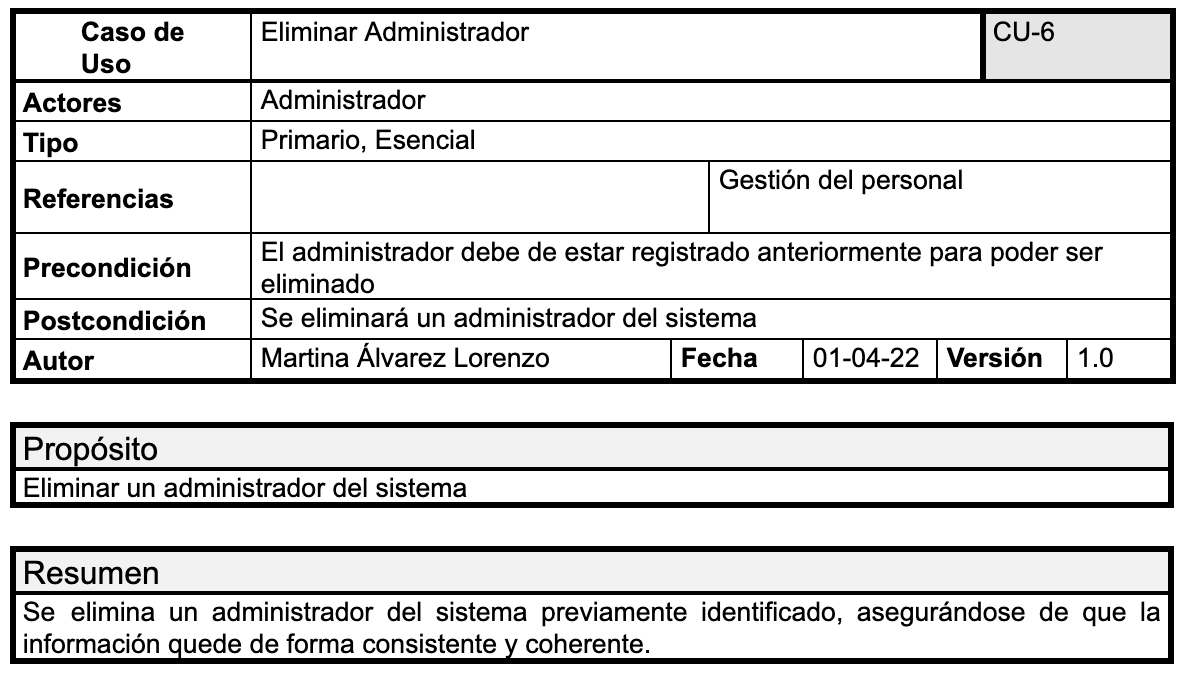 Caso de Uso
Eliminar Administrador
CU-6
Actores
Administrador
Tipo
Primario, Esencial
Referencias
Gestión del personal
Precondición
El administrador debe de estar registrado anteriormente para poder ser
eliminado
Postcondición
Se eliminará un administrador del sistema
Autor
Martina Álvarez Lorenzo
Fecha
01-04-22
Versión
1.0
Propósito
Eliminar un administrador del sistema
Resumen
Se elimina un administrador del sistema previamente identificado, asegurándose de que la
información quede de forma consistente y coherente.